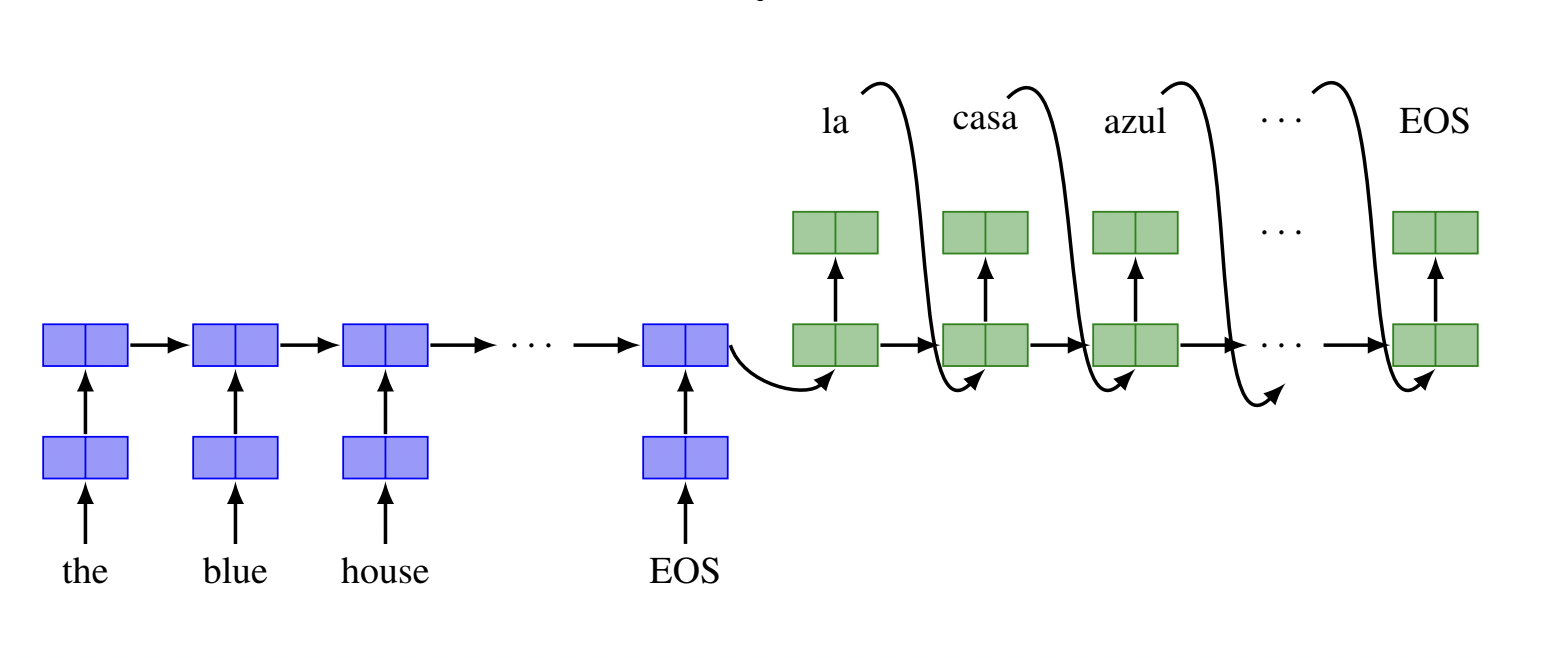 la casa azul ··· EOS
···
··· ···
the blue house EOS